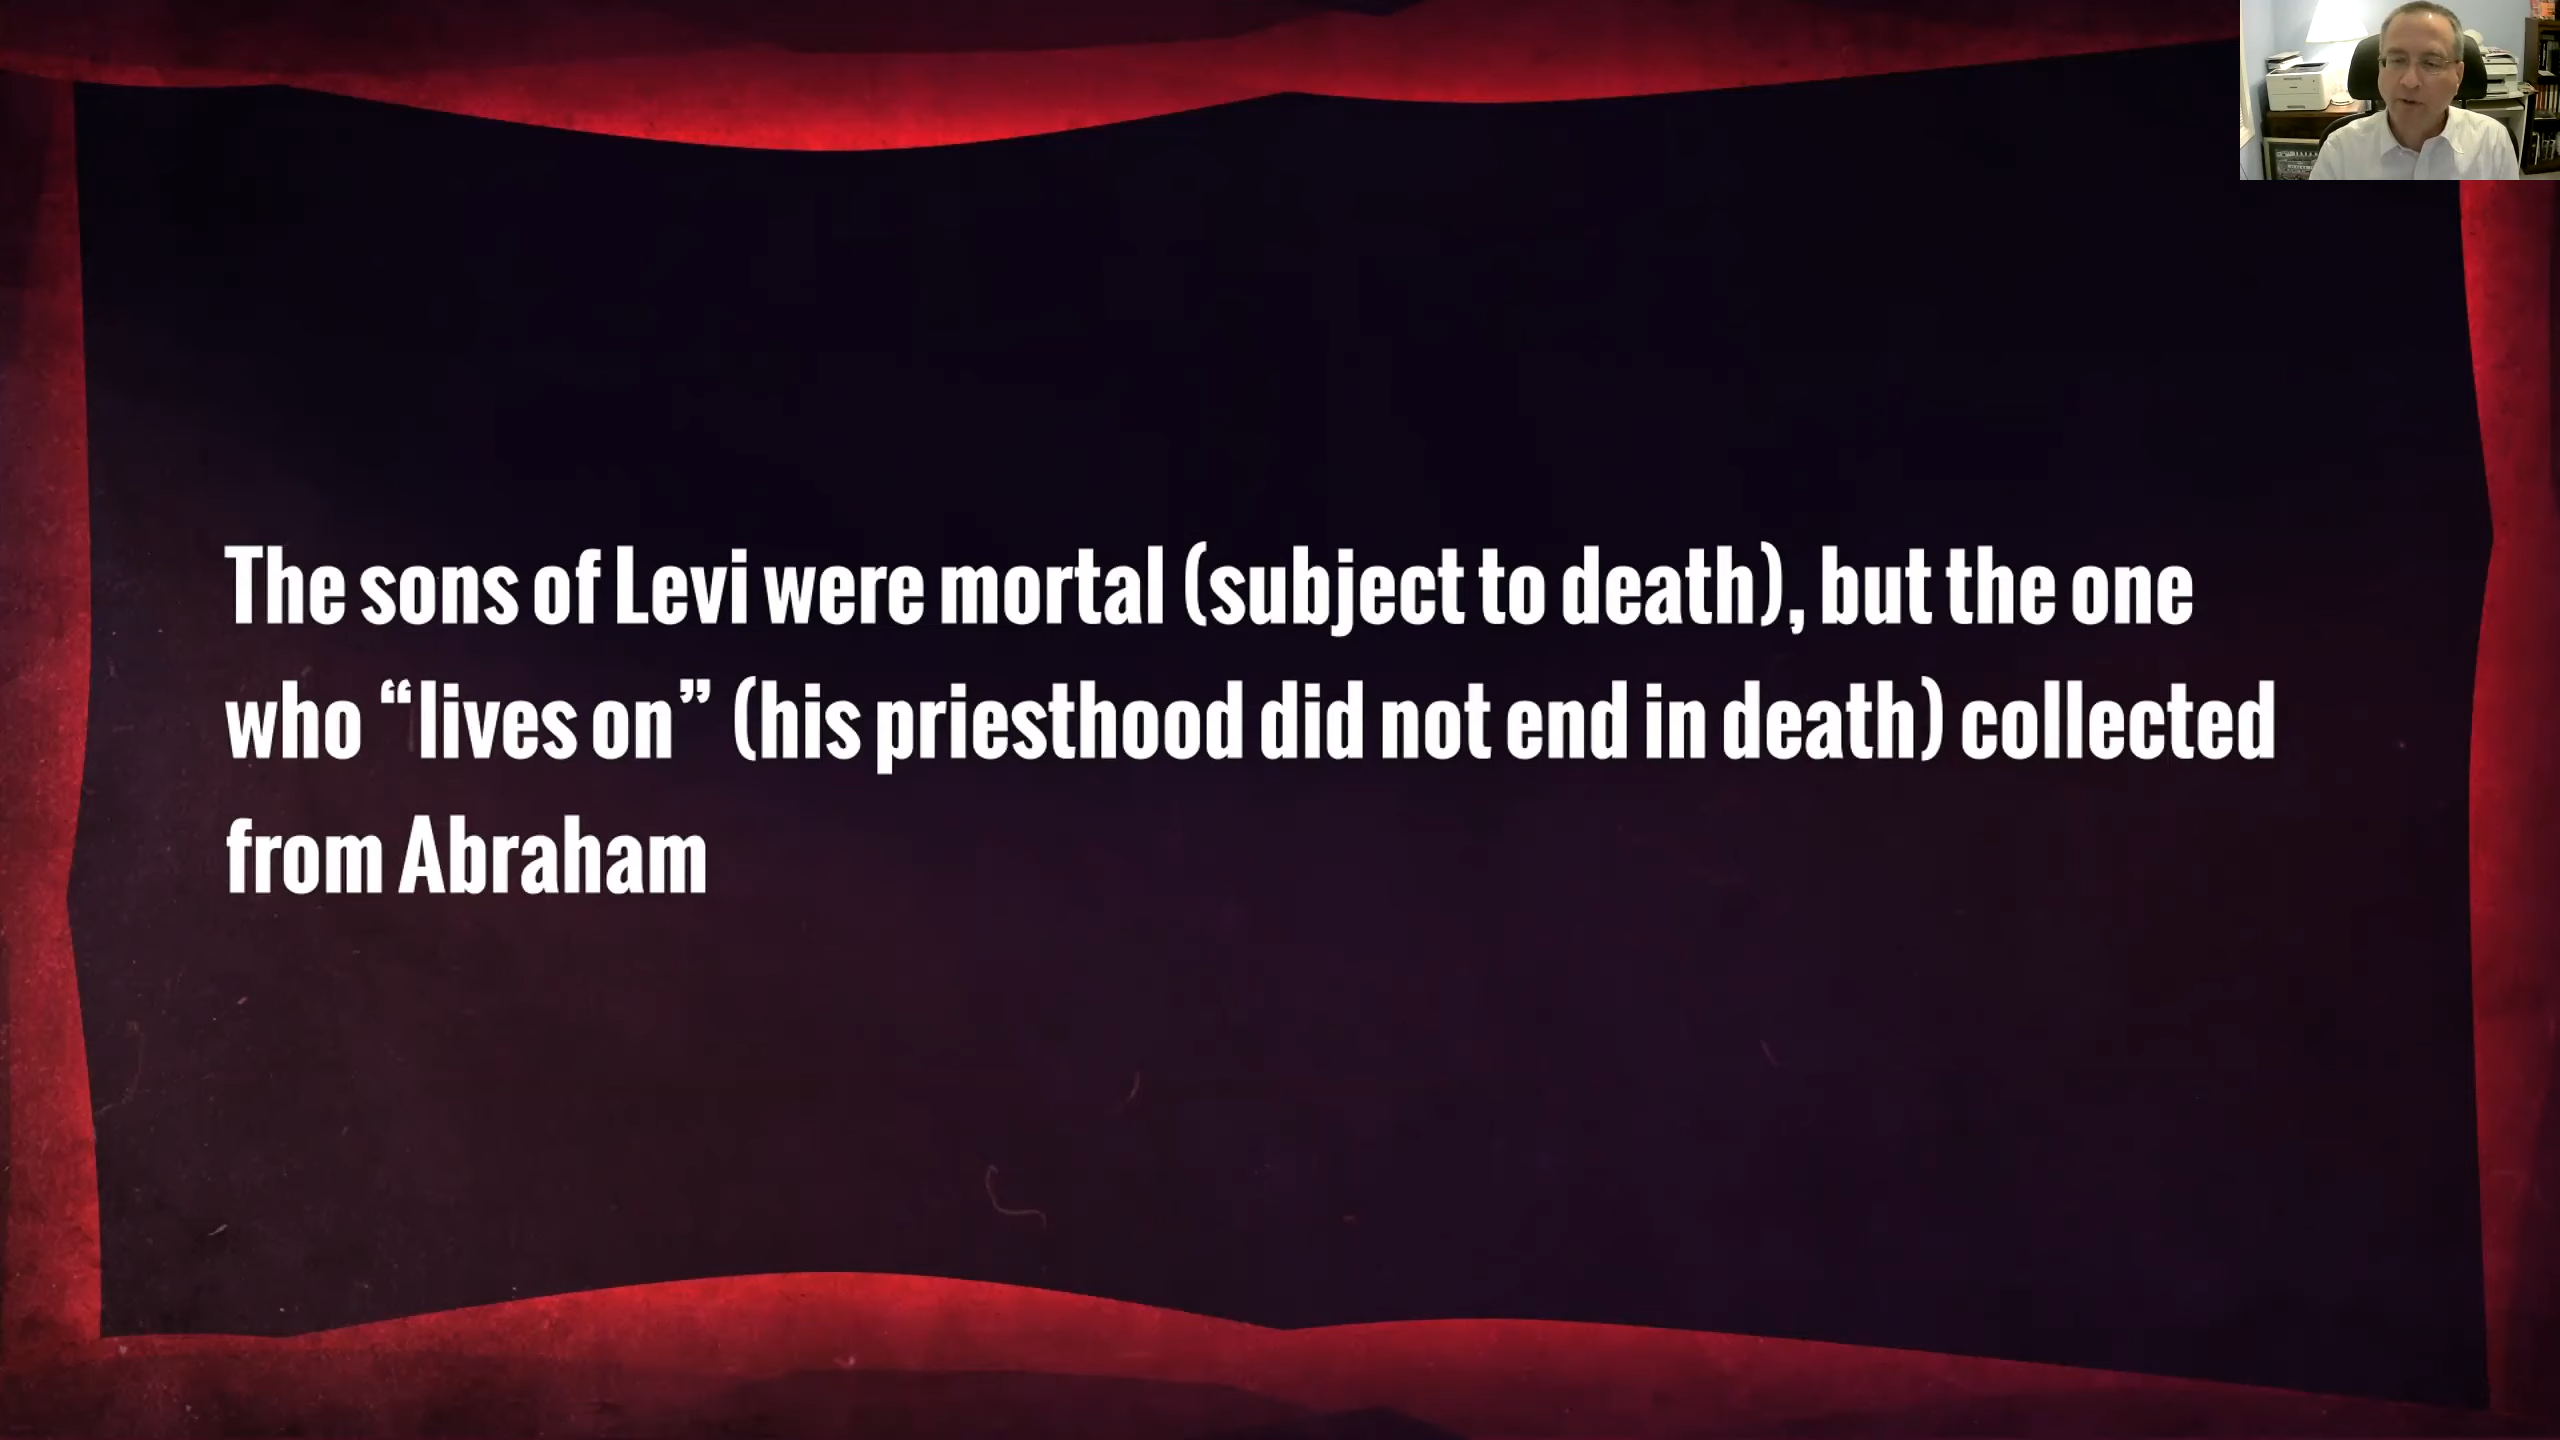 The sons of Levi were mortal (subject to death), but the one
who “lives on” (his priesthood did not end in death) collected
from Abraham